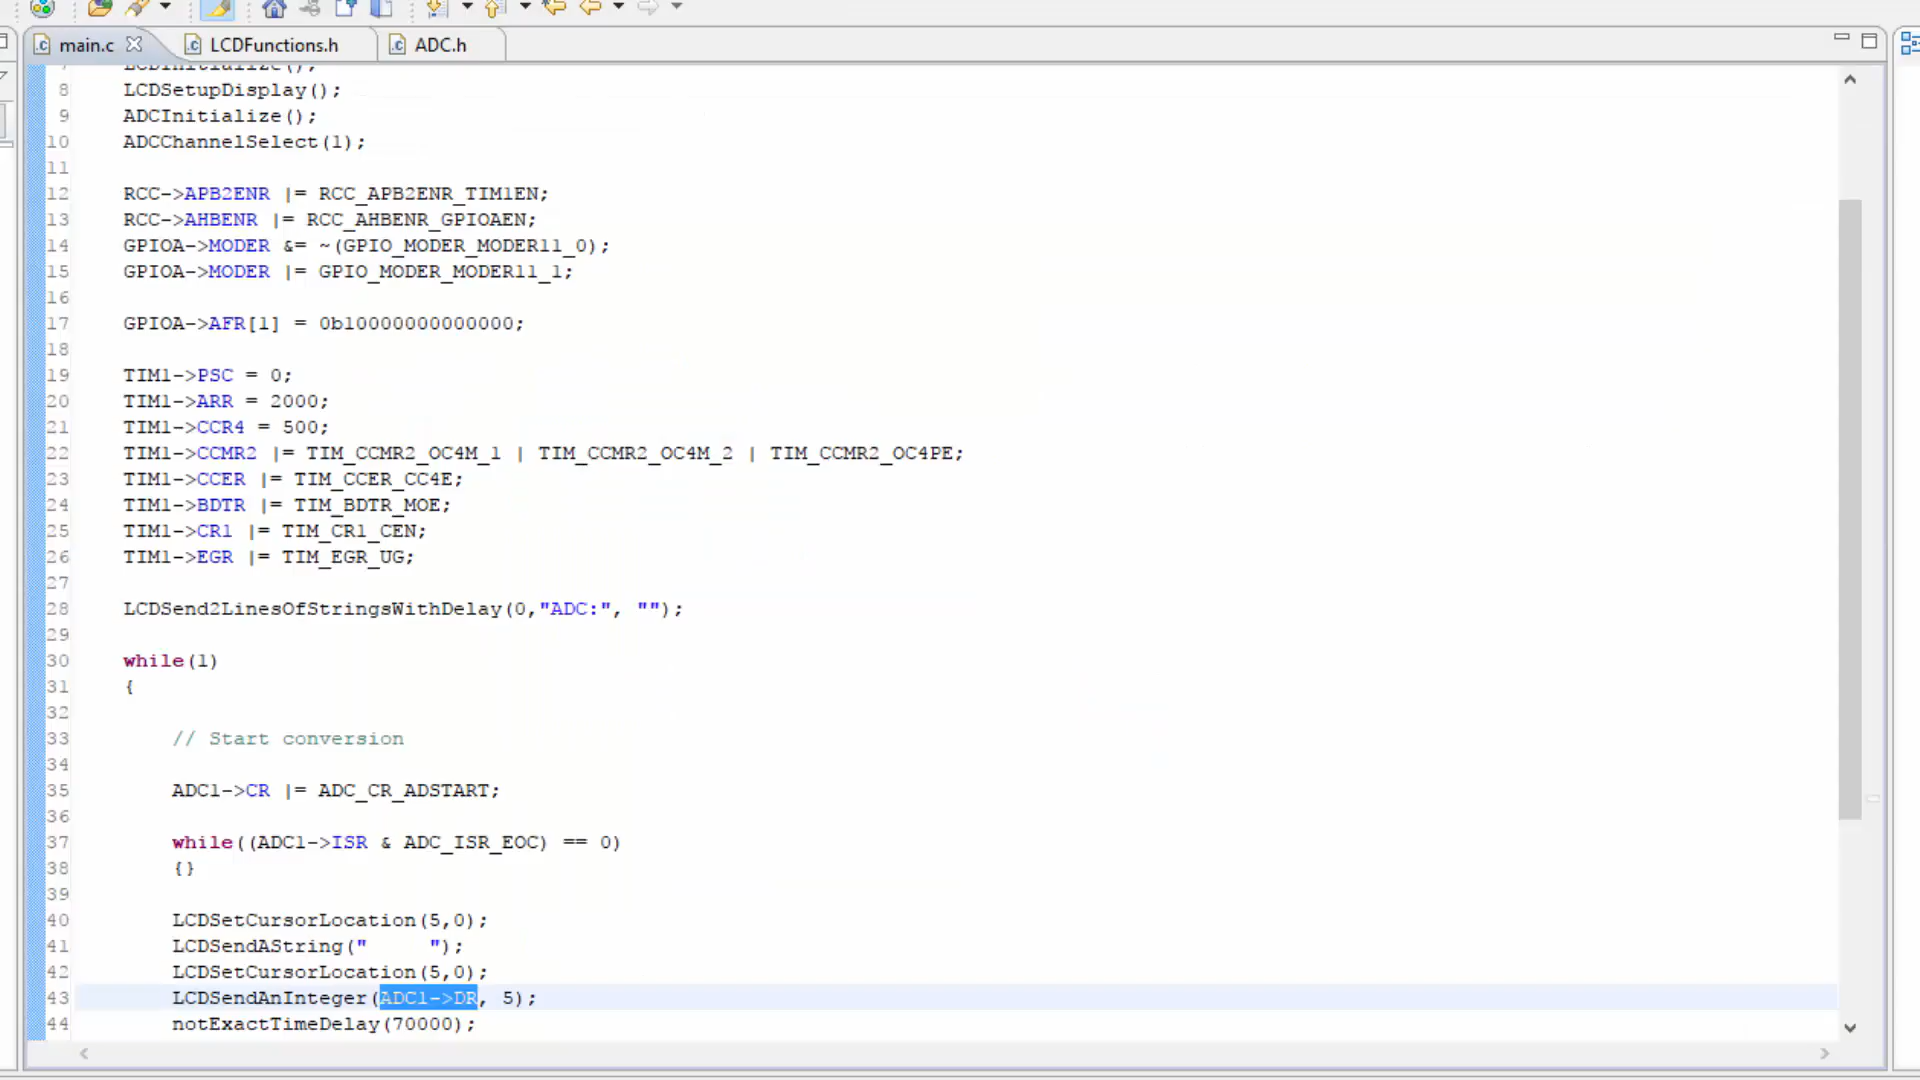 main.c
LCDFunctions.h
ADC.h
7 LCDInitialize();
8 LCDSetupDisplay();
9 ADCInitialize();
10 ADCChannelSelect(1);
11
12 RCC->APB2ENR |= RCC_APB2ENR_TIM1EN;
13 RCC->AHBENR |= RCC_AHBENR_GPIOAEN;
14 GPIOA->MODER &= ~(GPIO_MODER_MODER11_0);
15 GPIOA->MODER |= GPIO_MODER_MODER11_1;
16
17 GPIOA->AFR[1] = 0b10000000000000;
18
19 TIM1->PSC = 0;
20 TIM1->ARR = 2000;
21 TIM1->CCR4 = 500;
22 TIM1->CCMR2 |= TIM_CCMR2_OC4M_1 | TIM_CCMR2_OC4M_2 | TIM_CCMR2_OC4PE;
23 TIM1->CCER |= TIM_CCER_CC4E;
24 TIM1->BDTR |= TIM_BDTR_MOE;
25 TIM1->CR1 |= TIM_CR1_CEN;
26 TIM1->EGR |= TIM_EGR_UG;
27
28 LCDSend2LinesOfStringsWithDelay(0,"ADC:", "");
29
30 while(1)
31 {
32
33 // Start conversion
34
35 ADC1->CR |= ADC_CR_ADSTART;
36
37 while((ADC1->ISR & ADC_ISR_EOC) == 0)
38 {}
39
40 LCDSetCursorLocation(5,0);
41 LCDSendAString("     ");
42 LCDSetCursorLocation(5,0);
43 LCDSendAnInteger(ADC1->DR, 5);
44 notExactTimeDelay(70000);